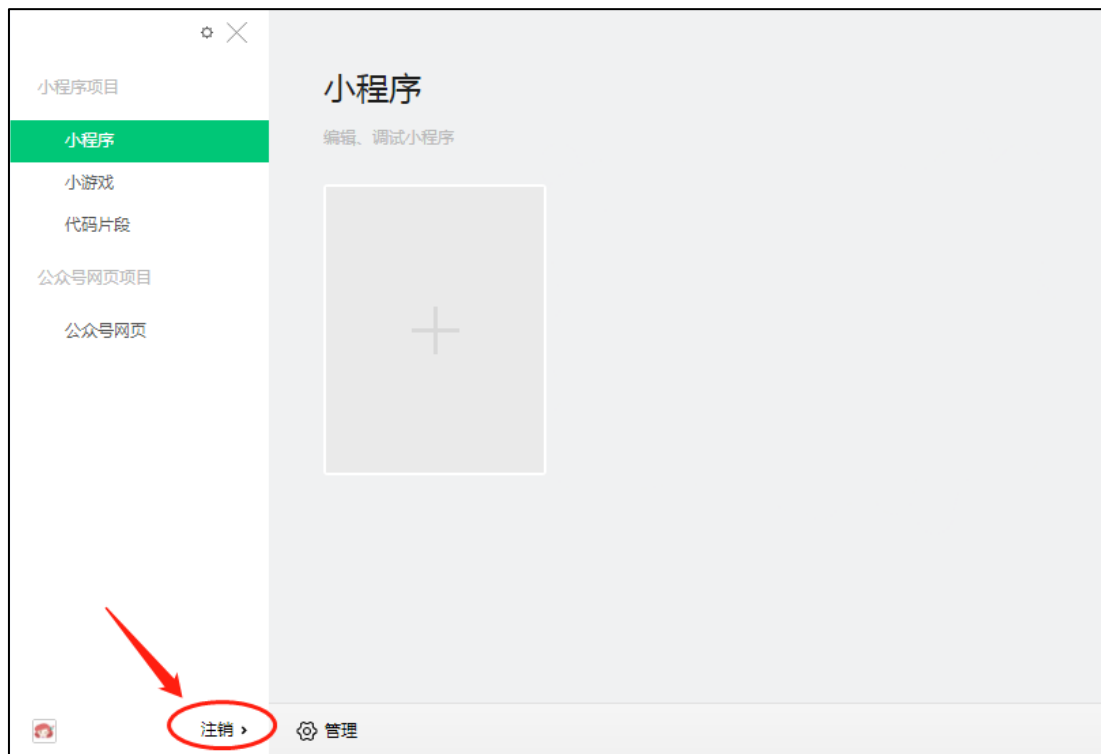 小程序项目
小程序
小游戏
代码片段
公众号网页项目
公众号网页
注销
小程序
编辑、调试小程序
管理